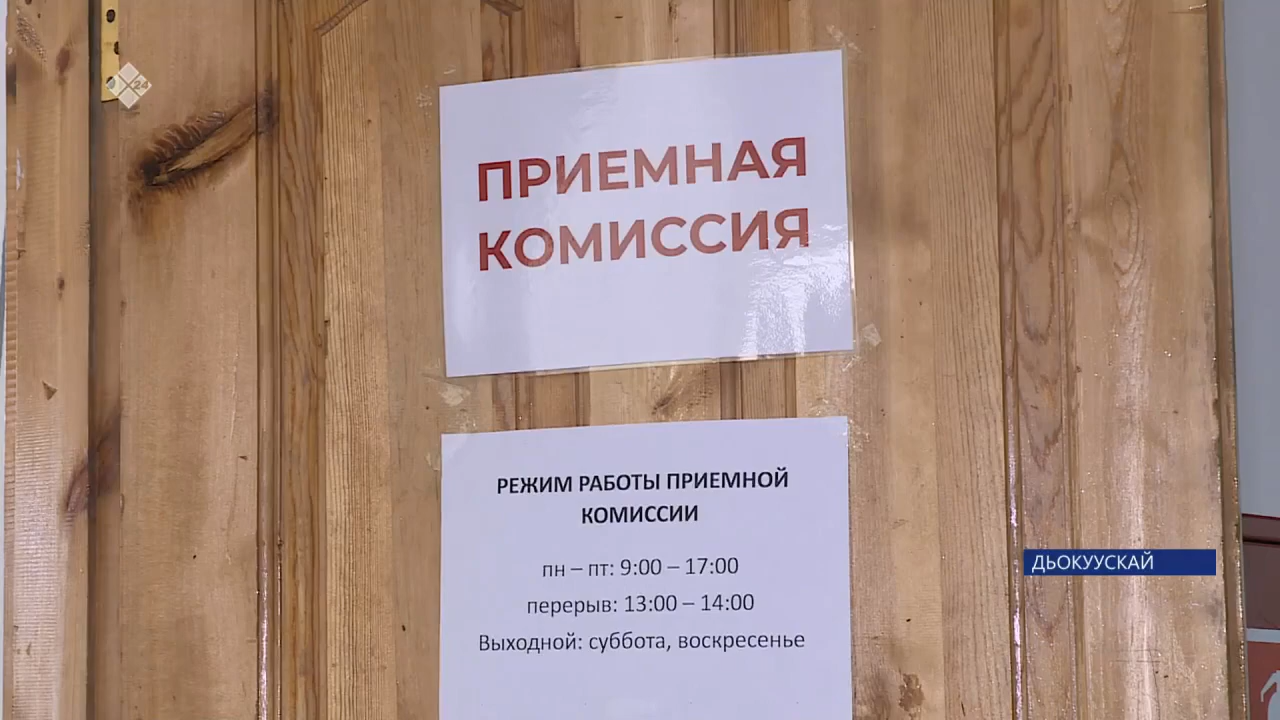 24
ПРИЕМНАЯ
КОМИССИЯ
РЕЖИМ РАБОТЫ ПРИЕМНОЙ
КОМИССИИ
пн – пт: 9:00 – 17:00
перерыв: 13:00 – 14:00
Выходной: суббота, воскресенье
ДЬОКУУСКАЙ